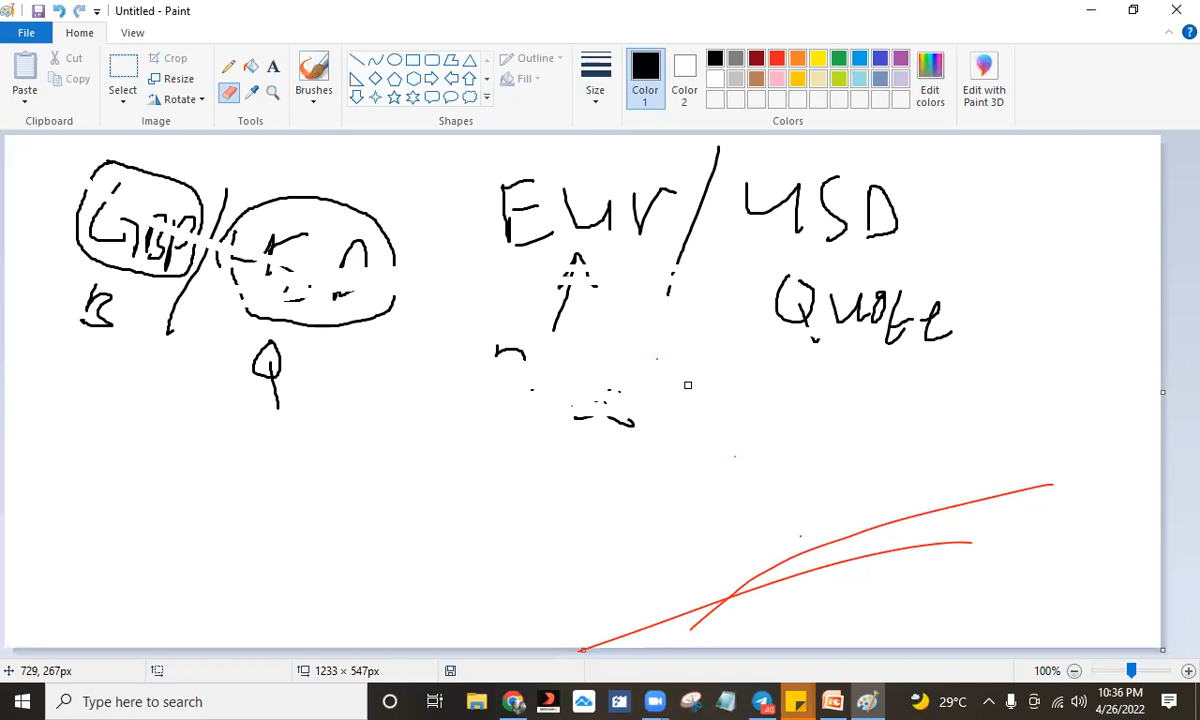 Untitled - Paint
File
Home
View
Paste
Cut
Copy
Clipboard
Select
Crop
Resize
Rotate
Image
A
Tools
Brushes
Shapes
Outline
Fill
Size
Color 1
Color 2
Colors
Edit colors
Edit with Paint 3D
GBP /
B
Q
EUr/USD
Quote
729, 267px
1233 × 547px
100%
Type here to search
40
29°C
10:36 PM
4/26/2022